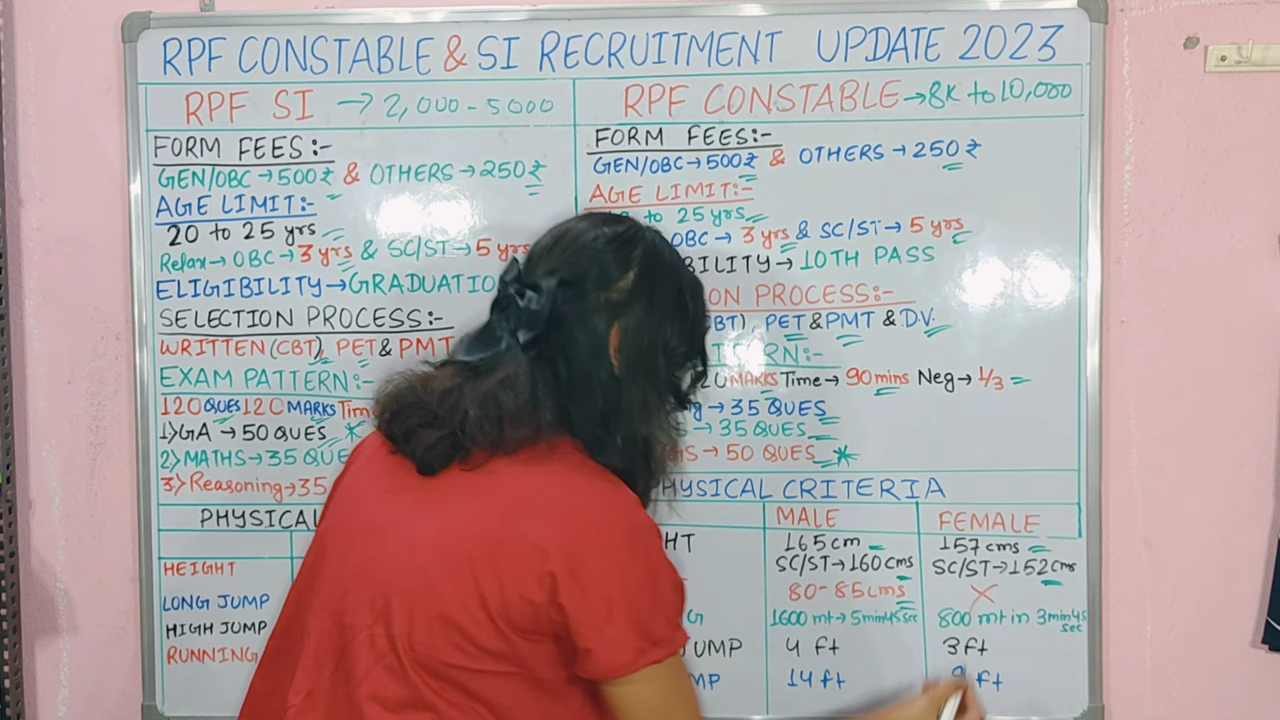 RPF CONSTABLE & SI RECRUITMENT UPDATE 2023
RPF SI → 2,000-5000
FORM FEES:-
GEN/OBC→500₹ & OTHERS→250₹
AGE LIMIT:-
20 to 25 yrs
Relax→OBC→3 yrs & SC/ST→5 yrs
ELIGIBILITY→GRADUATIO
SELECTION PROCESS:-
WRITTEN (CBT), PET & PMT
EXAM PATTERN:-
120 QUES 120 MARKS Tim
1>GA→50 QUES *
2>MATHS→35 QUE
3>Reasoning→35
PHYSICAL
HEIGHT
LONG JUMP
HIGH JUMP
RUNNING
RPF CONSTABLE→8K to 10,000
FORM FEES:-
GEN/OBC→500₹ & OTHERS→250₹
AGE LIMIT:-
to 25 yrs
OBC→ 3 yrs & SC/ST→ 5 yrs
BILITY→10TH PASS
ON PROCESS:-
CBT), PET & PMT & D.V.
ERN:-
MARKS Time→ 90 mins Neg→ 1/3
g→35 QUES
S→35 QUES
HS→50 QUES *
HYSICAL CRITERIA
MALE FEMALE
HT 165 cm 157 cms
SC/ST→160 cms SC/ST→152 cms
80-85 cms X
G 1600 mt→5 min 45 sec 800 mt in 3 min 45 sec
UMP 4 ft 3 ft
MP 14 ft 9 ft